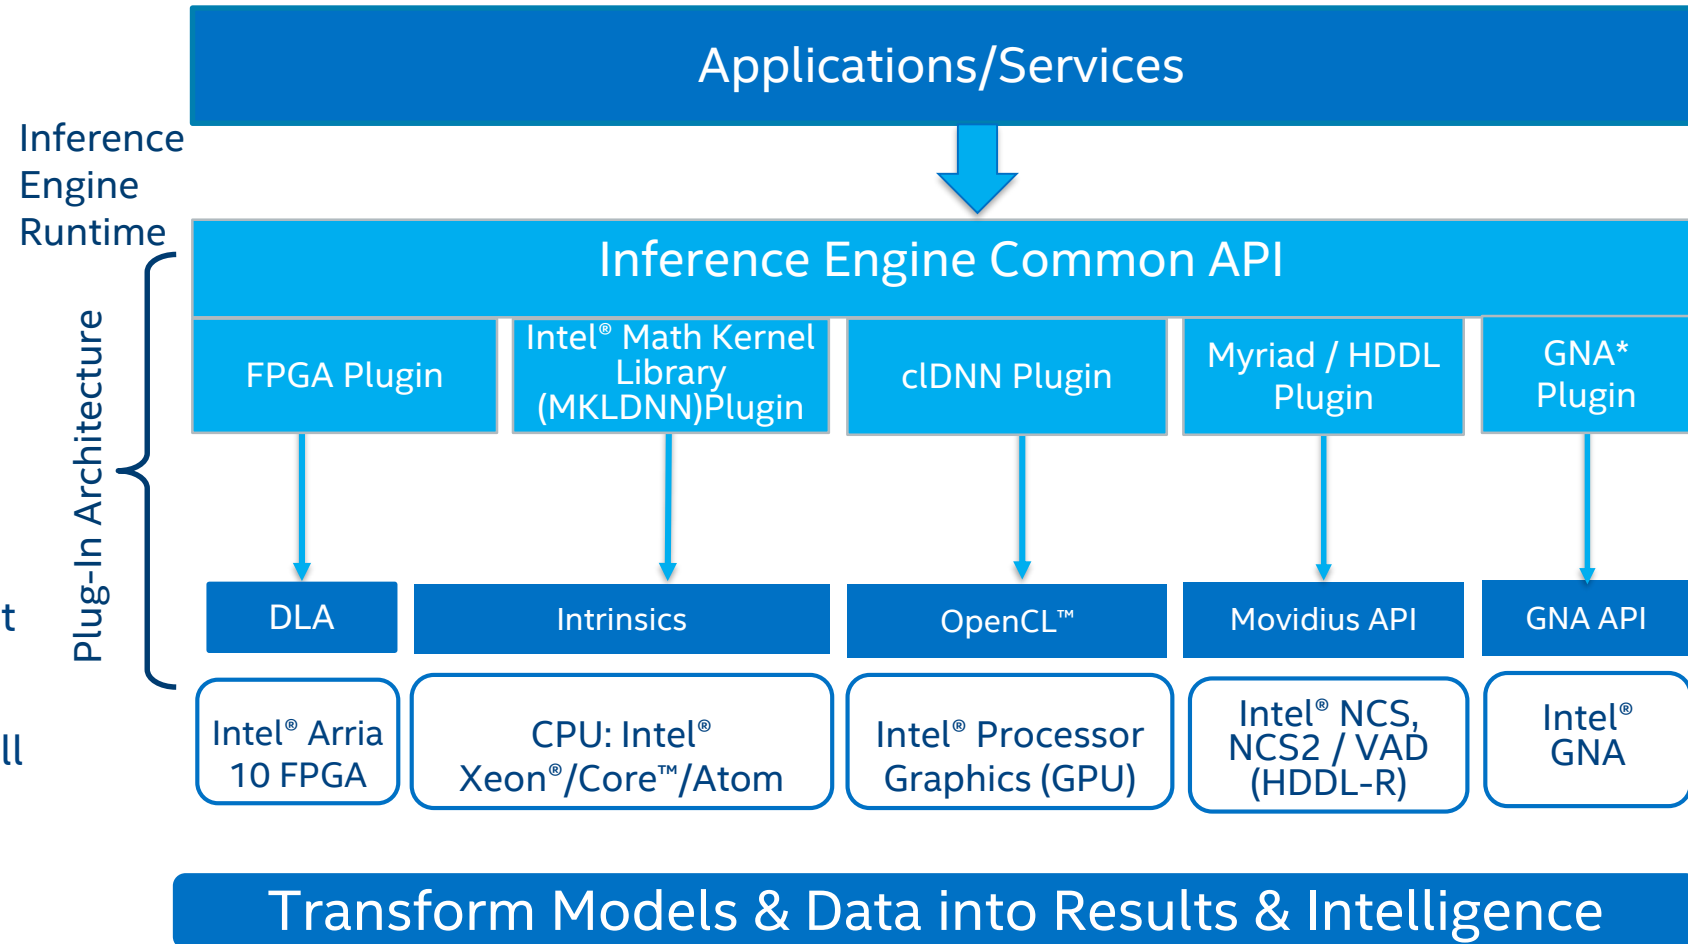 Applications/Services
Inference
Engine
Runtime
Inference Engine Common API
Plug-In Architecture
FPGA Plugin
Intel® Math Kernel
Library
(MKLDNN)Plugin
clDNN Plugin
Myriad / HDDL
Plugin
GNA*
Plugin
t
DLA
Intrinsics
OpenCL™
Movidius API
GNA API
ll
Intel® Arria
10 FPGA
CPU: Intel®
Xeon®/Core™/Atom
Intel® Processor
Graphics (GPU)
Intel® NCS,
NCS2 / VAD
(HDDL-R)
Intel®
GNA
Transform Models & Data into Results & Intelligence